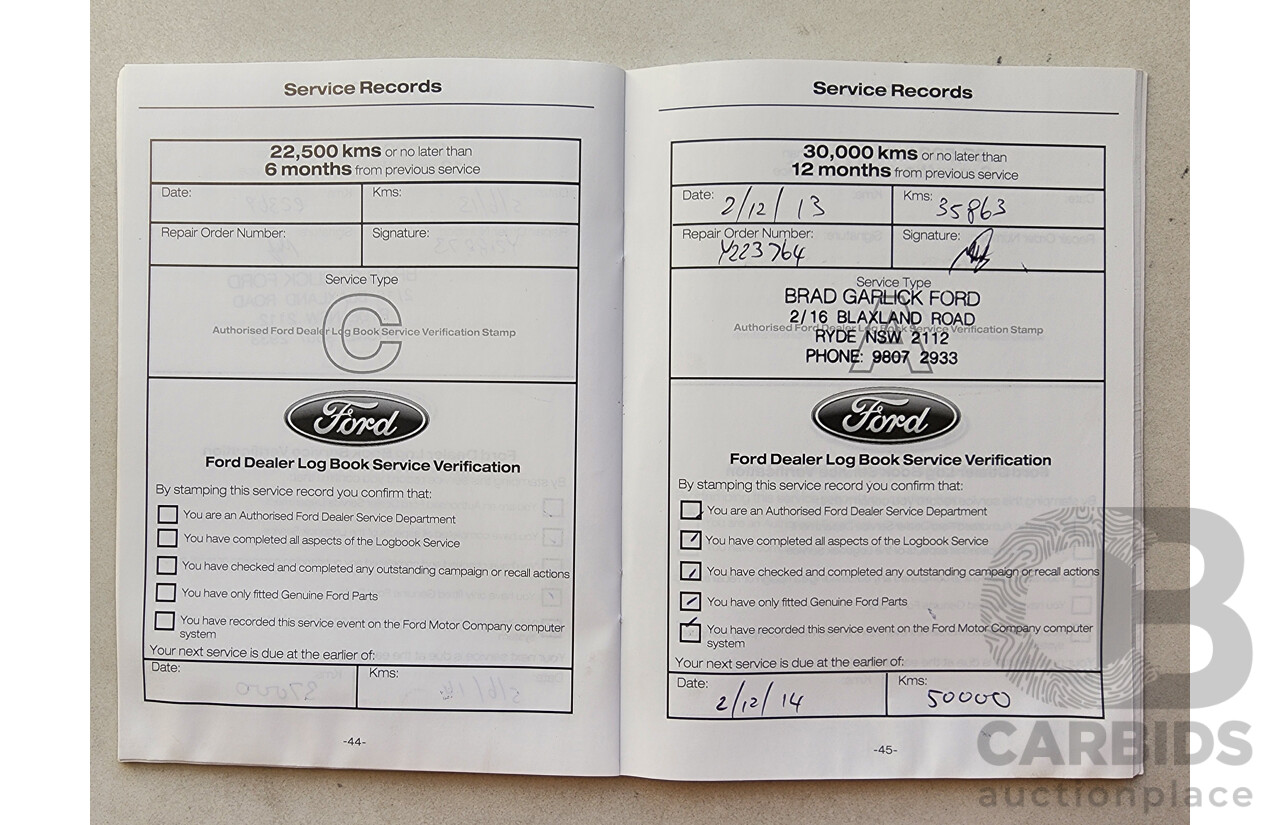 Service Records
22,500 kms or no later than
6 months from previous service
Date:
Kms:
Repair Order Number:
Signature:
Service Type
C
Authorised Ford Dealer Log Book Service Verification Stamp
Ford
Ford Dealer Log Book Service Verification
By stamping this service record you confirm that:
You are an Authorised Ford Dealer Service Department
You have completed all aspects of the Logbook Service
You have checked and completed any outstanding campaign or recall actions
You have only fitted Genuine Ford Parts
You have recorded this service event on the Ford Motor Company computer
system
Your next service is due at the earlier of:
Date:
Kms:
-44-
Service Records
30,000 kms or no later than
12 months from previous service
Date: 2/12/13
Kms: 35863
Repair Order Number:
Y223764
Signature:
Service Type
A
BRAD GARLICK FORD
2/16 BLAXLAND ROAD
Authorised Ford Dealer Log Book Service Verification Stamp
RYDE NSW 2112
PHONE: 9807 2933
Ford
Ford Dealer Log Book Service Verification
By stamping this service record you confirm that:
You are an Authorised Ford Dealer Service Department
You have completed all aspects of the Logbook Service
You have checked and completed any outstanding campaign or recall actions
You have only fitted Genuine Ford Parts
You have recorded this service event on the Ford Motor Company computer
system
Your next service is due at the earlier of:
Date: 2/12/14
Kms: 50000
-45-
CB
CARBIDS
auctionplace